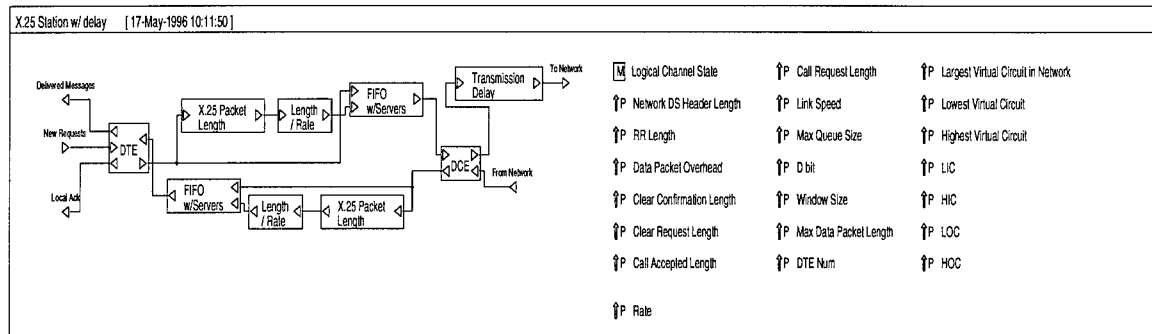 X.25 Station w/ delay [ 17-May-1996 10:11:50 ]
Delivered Messages
New Requests
Local Ack
DTE
X.25 Packet
Length
Length
/ Rate
FIFO
w/Servers
Transmission
Delay
To Network
DCE
From Network
FIFO
w/Servers
Length
/ Rate
X.25 Packet
Length
M Logical Channel State
P Network DS Header Length
P RR Length
P Data Packet Overhead
P Clear Confirmation Length
P Clear Request Length
P Call Accepted Length
P Rate
P Call Request Length
P Link Speed
P Max Queue Size
P D bit
P Window Size
P Max Data Packet Length
P DTE Num
P Largest Virtual Circuit in Network
P Lowest Virtual Circuit
P Highest Virtual Circuit
P LIC
P HIC
P LOC
P HOC